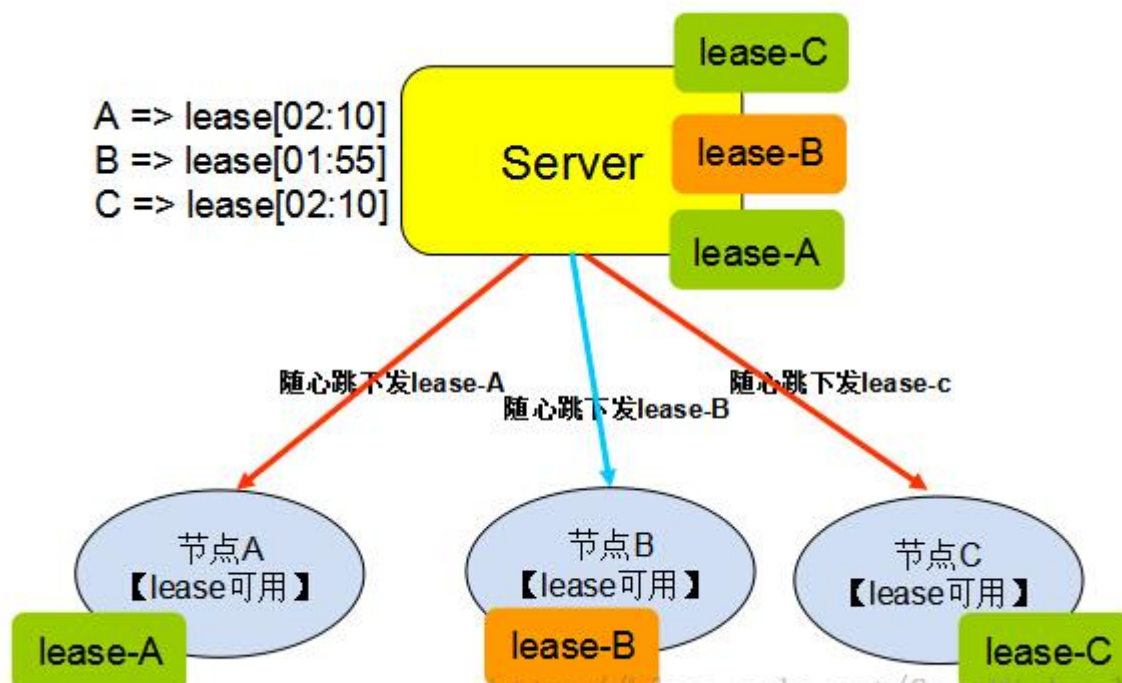 lease-C
A => lease[02:10]
B => lease[01:55]
C => lease[02:10]
Server
lease-B
lease-A
随心跳下发lease-A
随心跳下发lease-B
随心跳下发lease-c
节点A
【lease可用】
节点B
【lease可用】
节点C
【lease可用】
lease-A
lease-B
lease-C